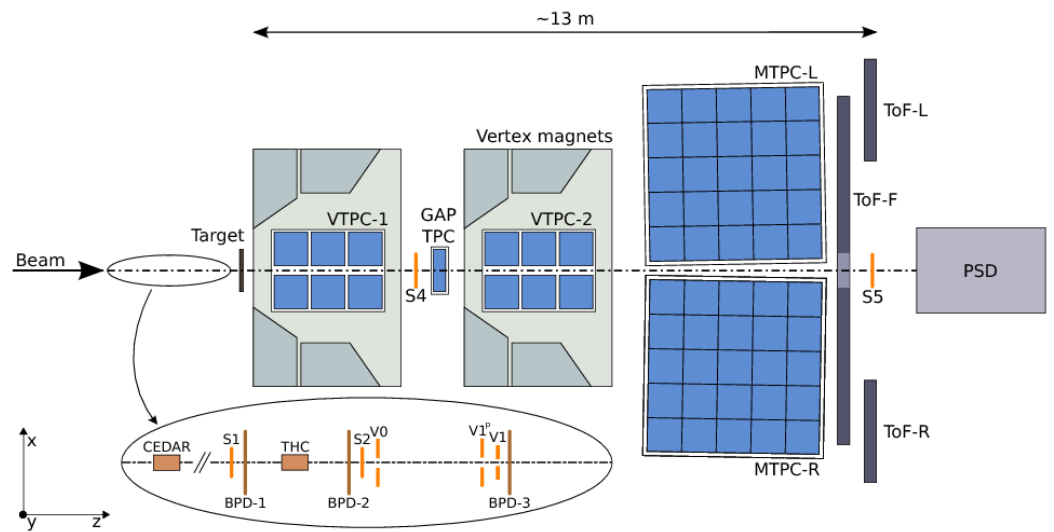 ~13 m
MTPC-L
ToF-L
Vertex magnets
ToF-F
VTPC-1
GAP
TPC
VTPC-2
Target
Beam
S4
S5
PSD
x
y
z
CEDAR
S1
THC
S2
V0
V1ᵖ
V1
BPD-1
BPD-2
BPD-3
MTPC-R
ToF-R